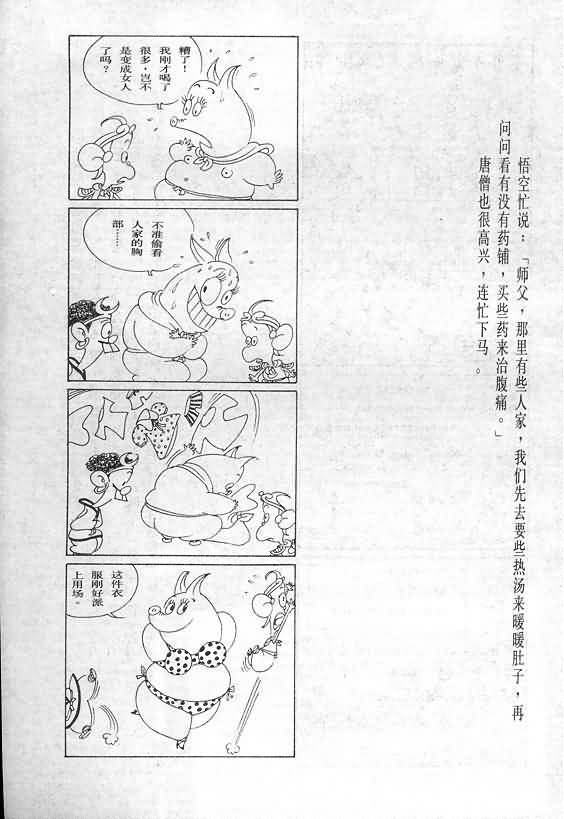 悟空忙说：「师父，那里有些人家，我们先去要些热汤来暖暖肚子，再
问问看有没有药铺，买些药来治腹痛。」
唐僧也很高兴，连忙下马。
糟了！
我刚才喝了
很多，岂不
是变成女人
了吗？
不准偷看
人家的胸
部……
这件衣
服刚好派
上用场。